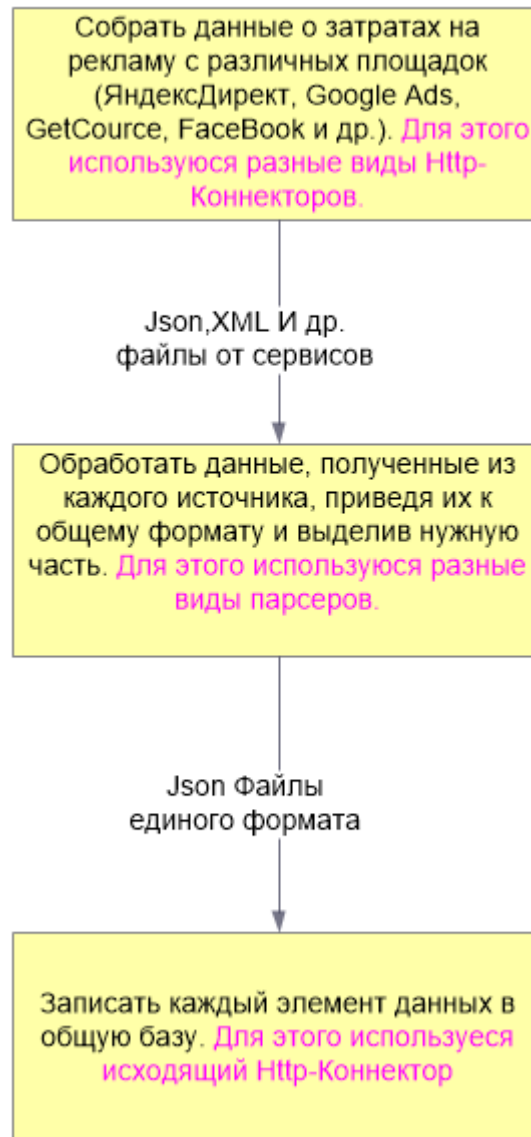 Собрать данные о затратах на
рекламу с различных площадок
(ЯндексДирект, Google Ads,
GetCource, FaceBook и др.). Для этого
используюся разные виды Http-
Коннекторов.
Json,XML И др.
файлы от сервисов
Обработать данные, полученные из
каждого источника, приведя их к
общему формату и выделив нужную
часть. Для этого используюся разные
виды парсеров.
Json Файлы
единого формата
Записать каждый элемент данных в
общую базу. Для этого используеся
исходящий Http-Коннектор